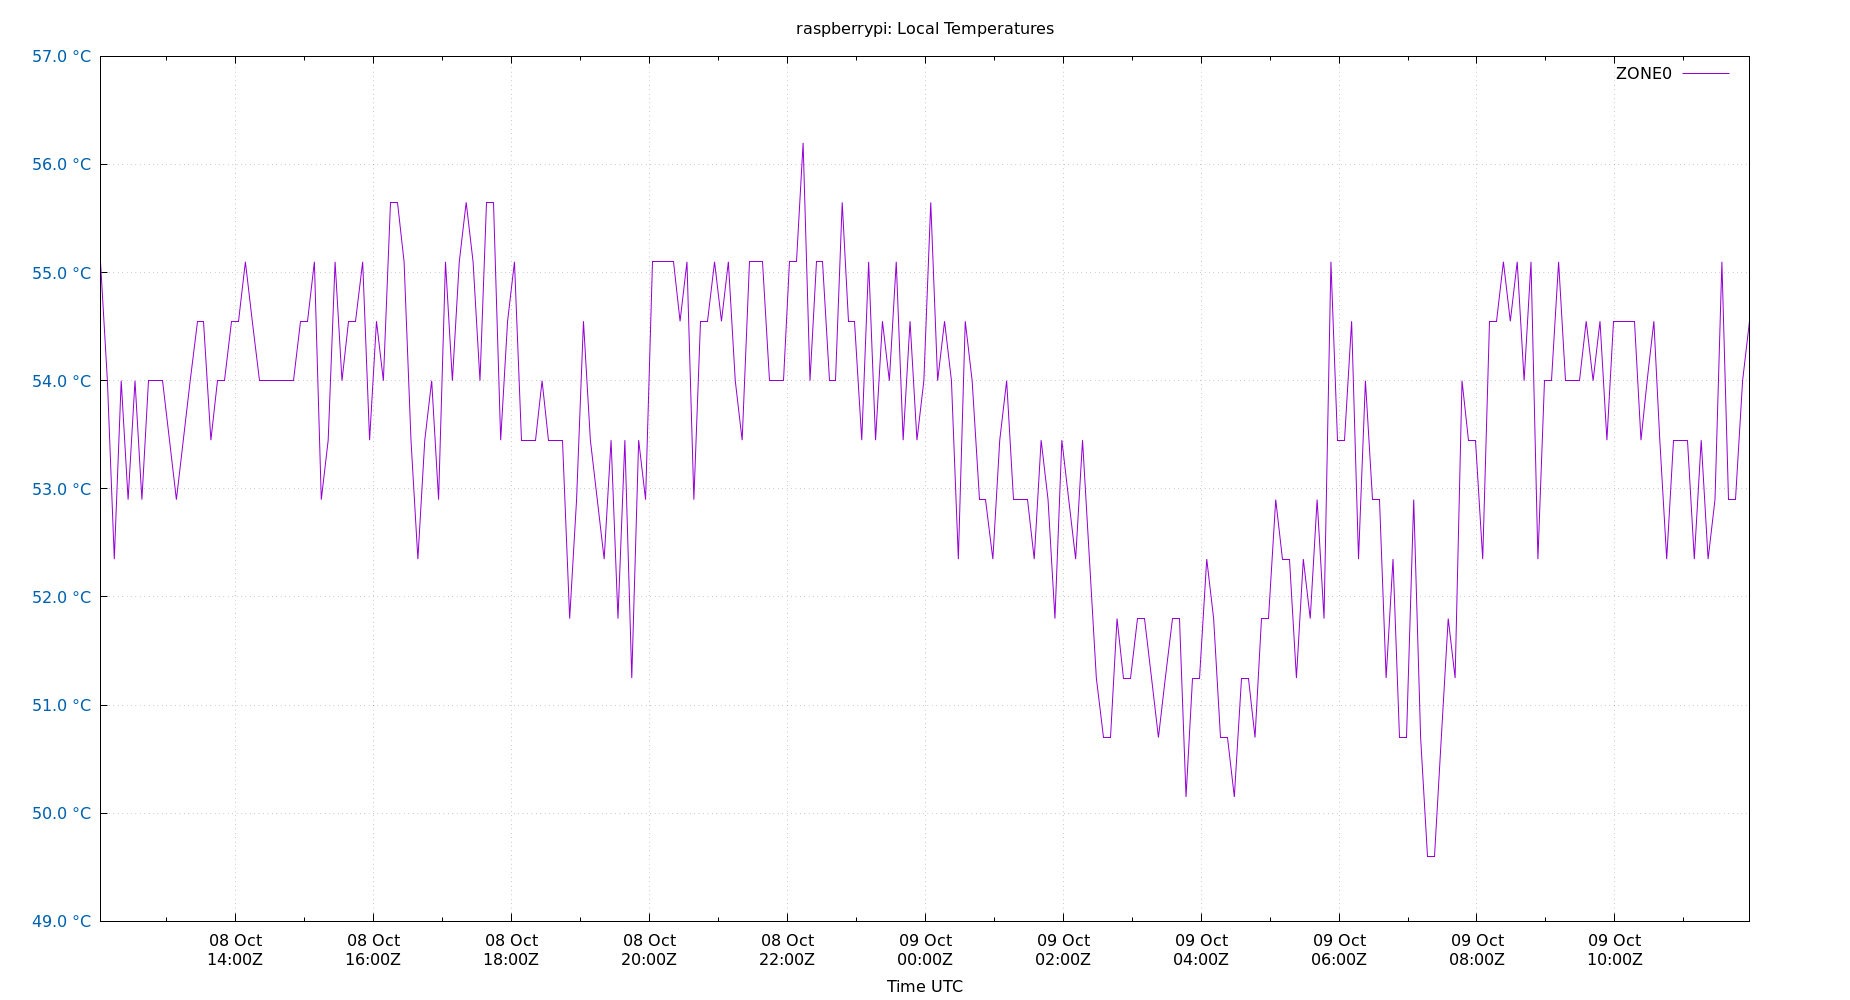 raspberrypi: Local Temperatures
ZONE0
57.0 °C
56.0 °C
55.0 °C
54.0 °C
53.0 °C
52.0 °C
51.0 °C
50.0 °C
49.0 °C
08 Oct 08 Oct 08 Oct 08 Oct 08 Oct 09 Oct 09 Oct 09 Oct 09 Oct 09 Oct 09 Oct
14:00Z 16:00Z 18:00Z 20:00Z 22:00Z 00:00Z 02:00Z 04:00Z 06:00Z 08:00Z 10:00Z
Time UTC